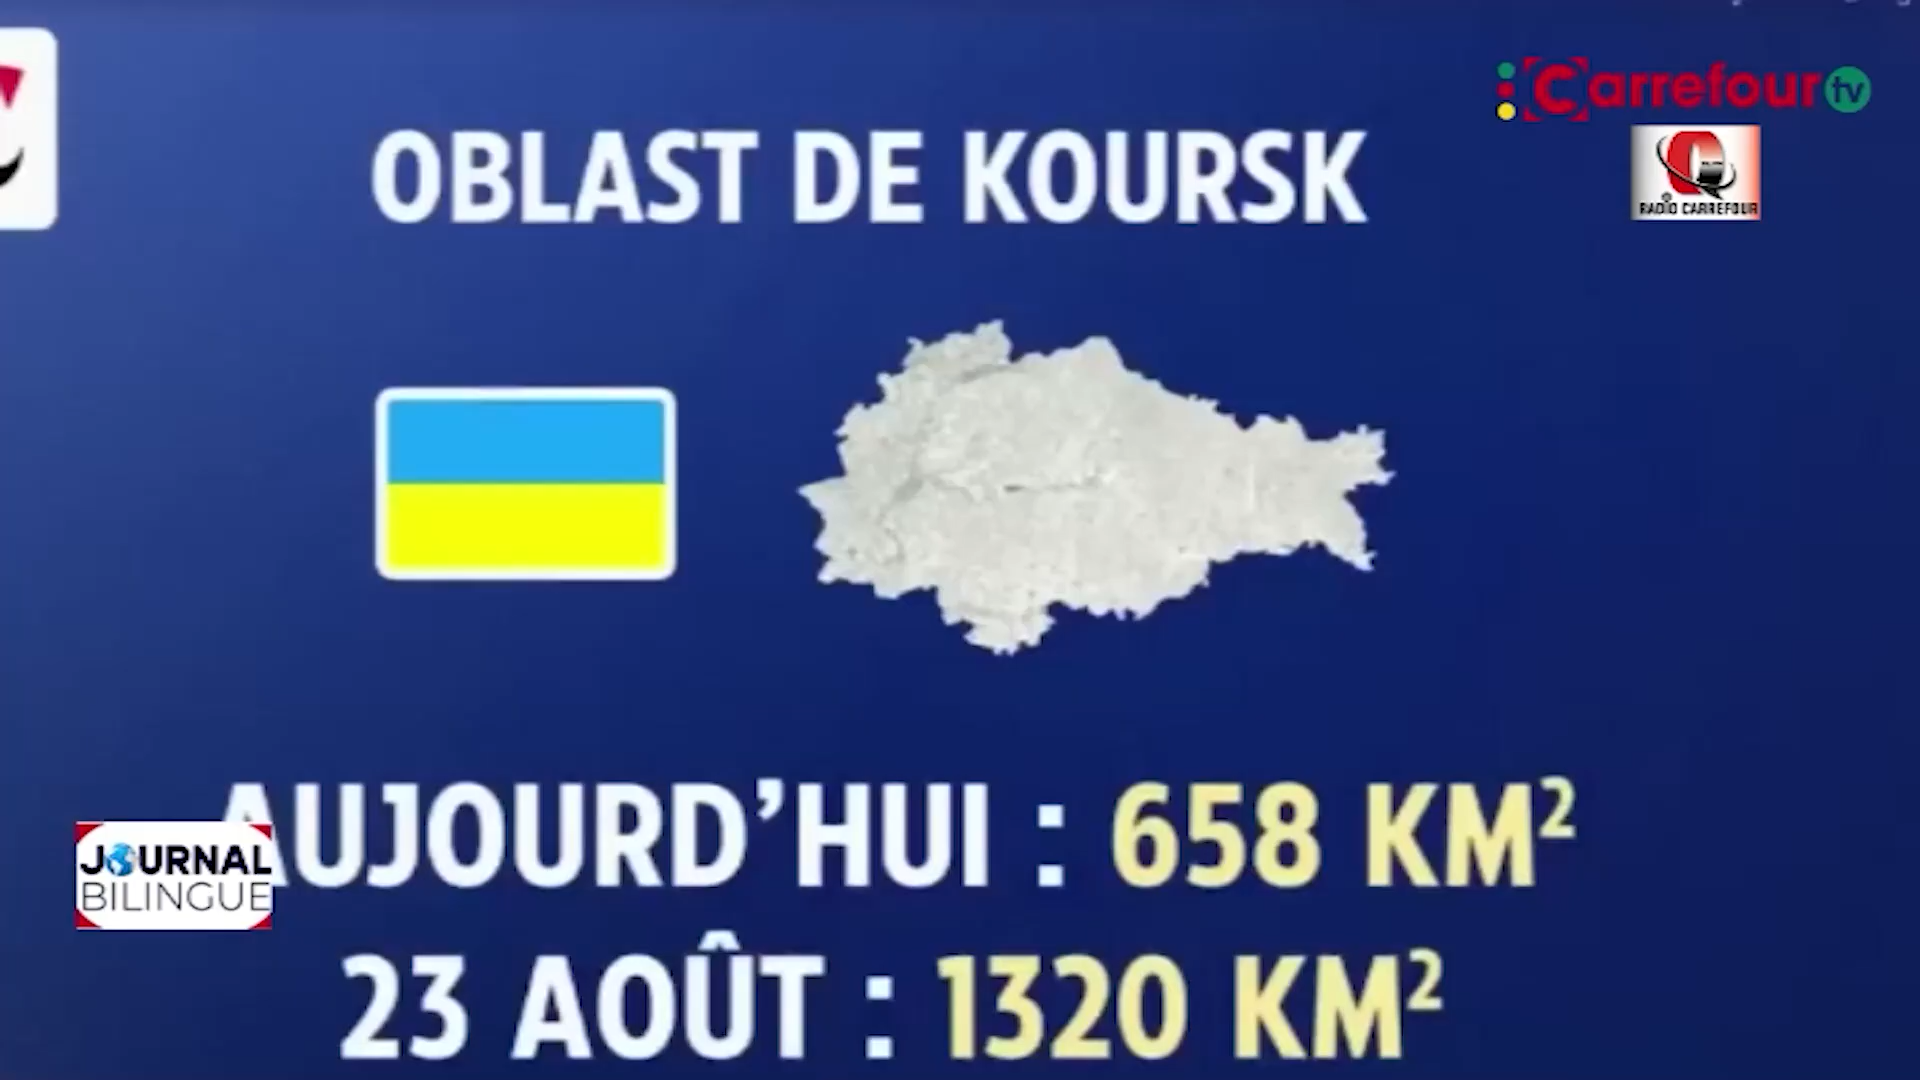 Carrefour tv
RADIO CARREFOUR
OBLAST DE KOURSK
AUJOURD’HUI : 658 KM²
JOURNAL
BILINGUE
23 AOÛT : 1320 KM²